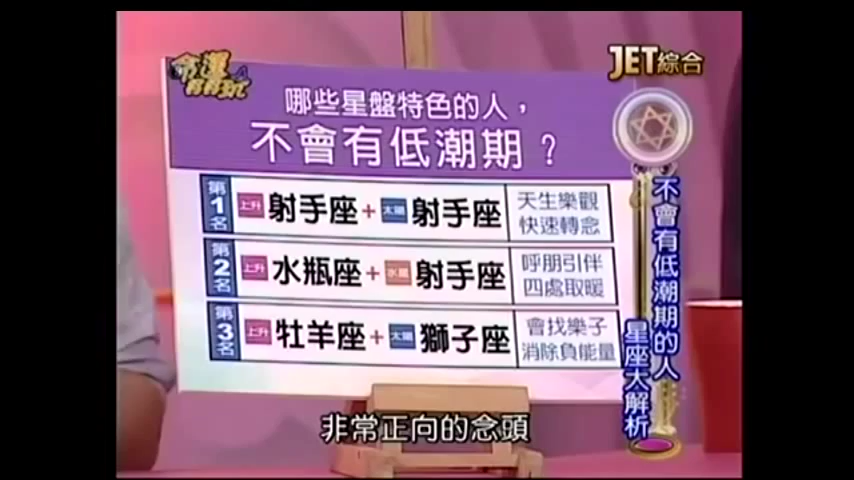 命運好好玩
JET綜合
哪些星盤特色的人，
不會有低潮期？
第1名 上升 射手座+太陽 射手座 天生樂觀 快速轉念
第2名 上升 水瓶座+水星 射手座 呼朋引伴 四處取暖
第3名 上升 牡羊座+太陽 獅子座 會找樂子 消除負能量
不會有低潮期的人
星座大解析
非常正向的念頭